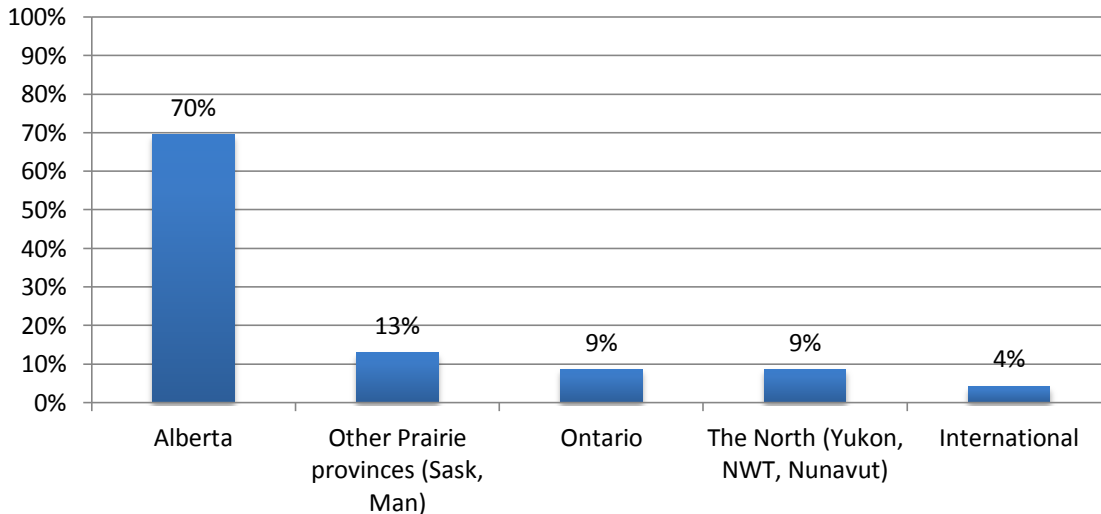 100%
90%
80%
70%
60%
50%
40%
30%
20%
10%
0%
70%
13%
9%
9%
4%
Alberta
Other Prairie
provinces (Sask,
Man)
Ontario
The North (Yukon,
NWT, Nunavut)
International